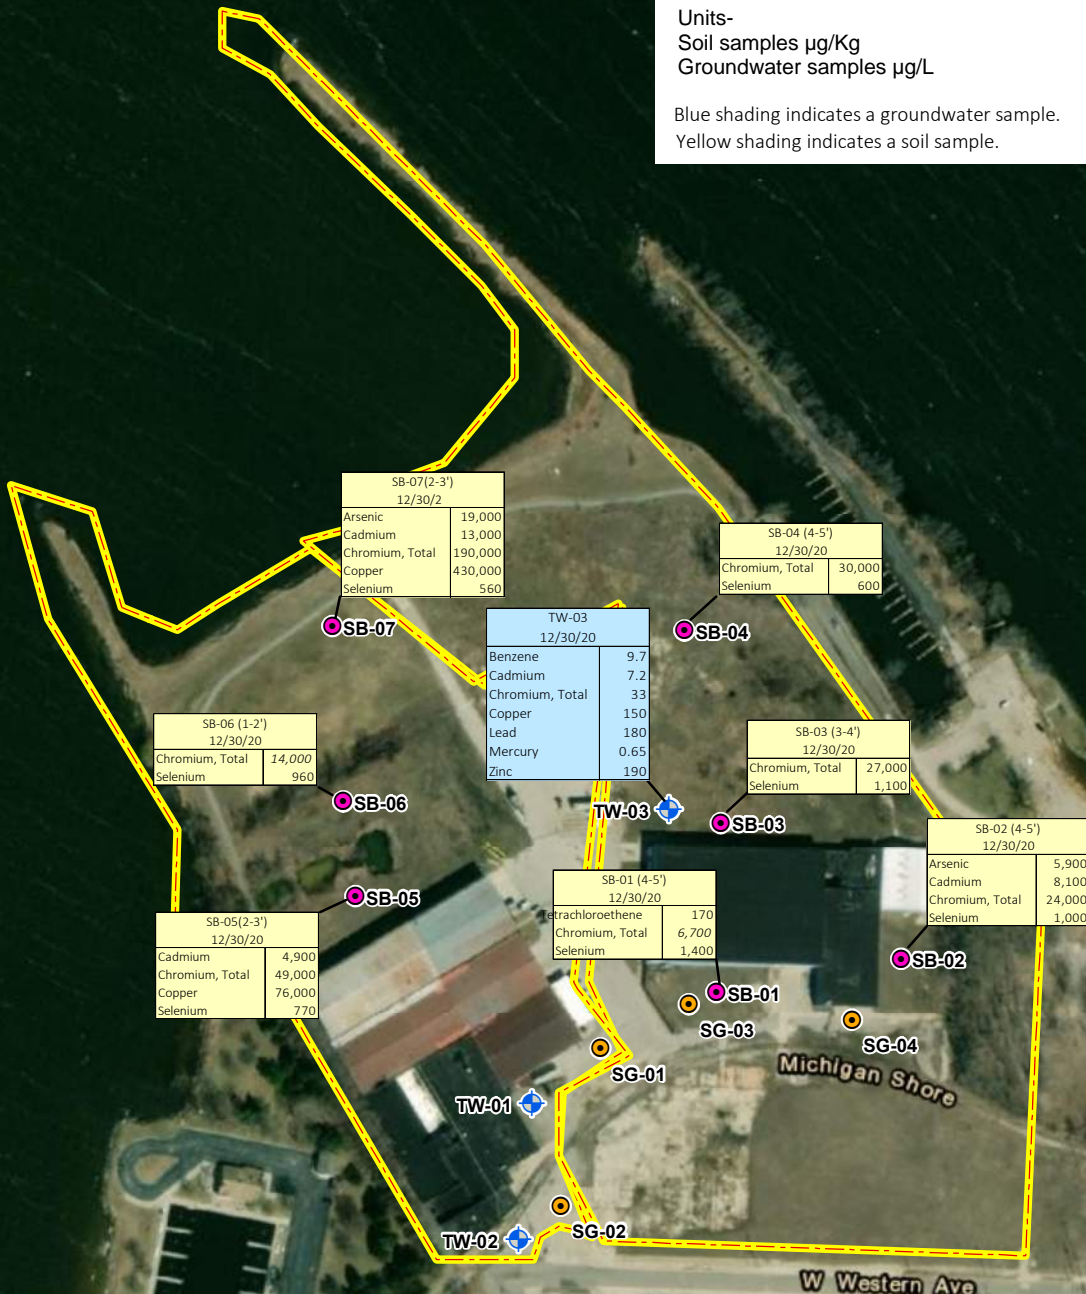 Units-
Soil samples µg/Kg
Groundwater samples µg/L
Blue shading indicates a groundwater sample.
Yellow shading indicates a soil sample.
SB-07(2-3')
12/30/2
Arsenic 19,000
Cadmium 13,000
Chromium, Total 190,000
Copper 430,000
Selenium 560
SB-07
SB-04 (4-5')
12/30/20
Chromium, Total 30,000
Selenium 600
SB-04
TW-03
12/30/20
Benzene 9.7
Cadmium 7.2
Chromium, Total 33
Copper 150
Lead 180
Mercury 0.65
Zinc 190
TW-03
SB-06 (1-2')
12/30/20
Chromium, Total 14,000
Selenium 960
SB-06
SB-03 (3-4')
12/30/20
Chromium, Total 27,000
Selenium 1,100
SB-03
SB-02 (4-5')
12/30/20
Arsenic 5,900
Cadmium 8,100
Chromium, Total 24,000
Selenium 1,000
SB-02
SB-01 (4-5')
12/30/20
Tetrachloroethene 170
Chromium, Total 6,700
Selenium 1,400
SB-01
SB-05
SB-05(2-3')
12/30/20
Cadmium 4,900
Chromium, Total 49,000
Copper 76,000
Selenium 770
SG-03
SG-04
SG-01
Michigan Shore
TW-01
SG-02
TW-02
W Western Ave